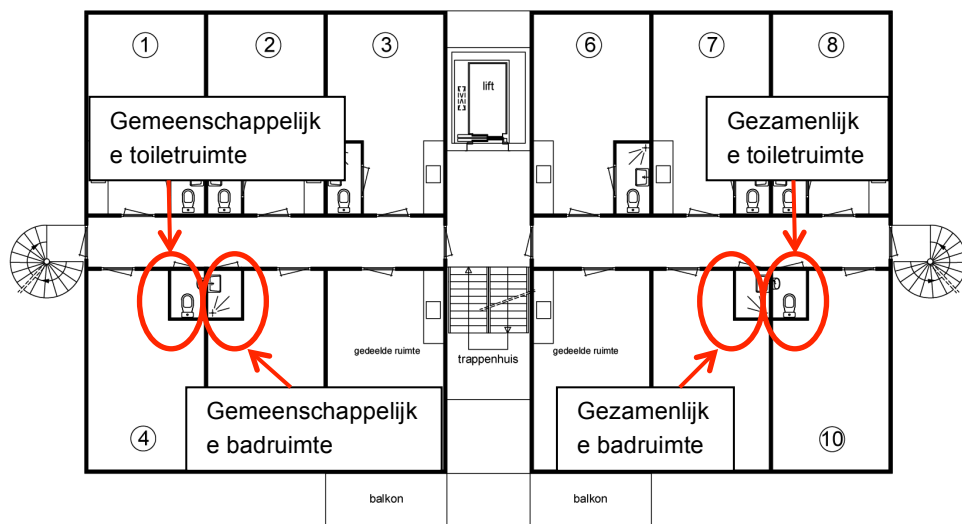 1
2
3
6
7
8
lift
Gemeenschappelijk
e toiletruimte
Gezamenlijk
e toiletruimte
gedeelde ruimte
trappenhuis
gedeelde ruimte
Gemeenschappelijk
e badruimte
Gezamenlijk
e badruimte
4
10
balkon
balkon